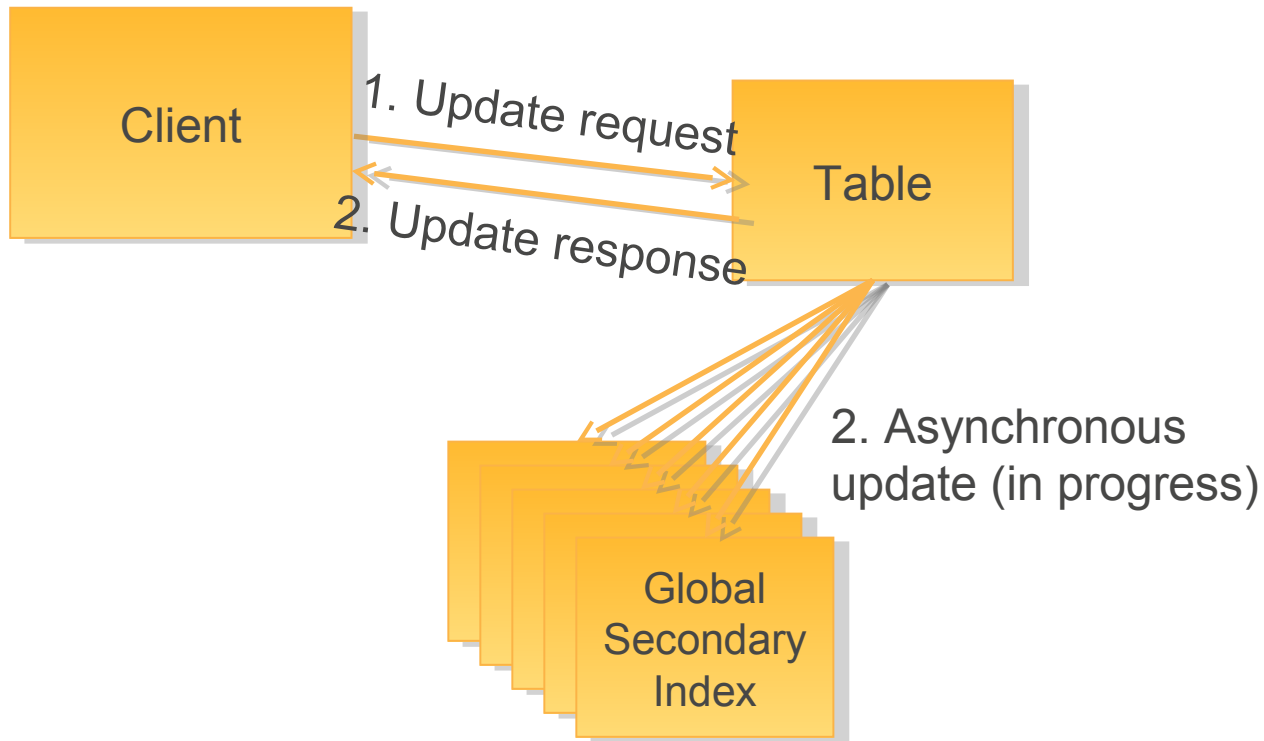 Client
1. Update request
Table
2. Update response
2. Asynchronous
update (in progress)
Global
Secondary
Index